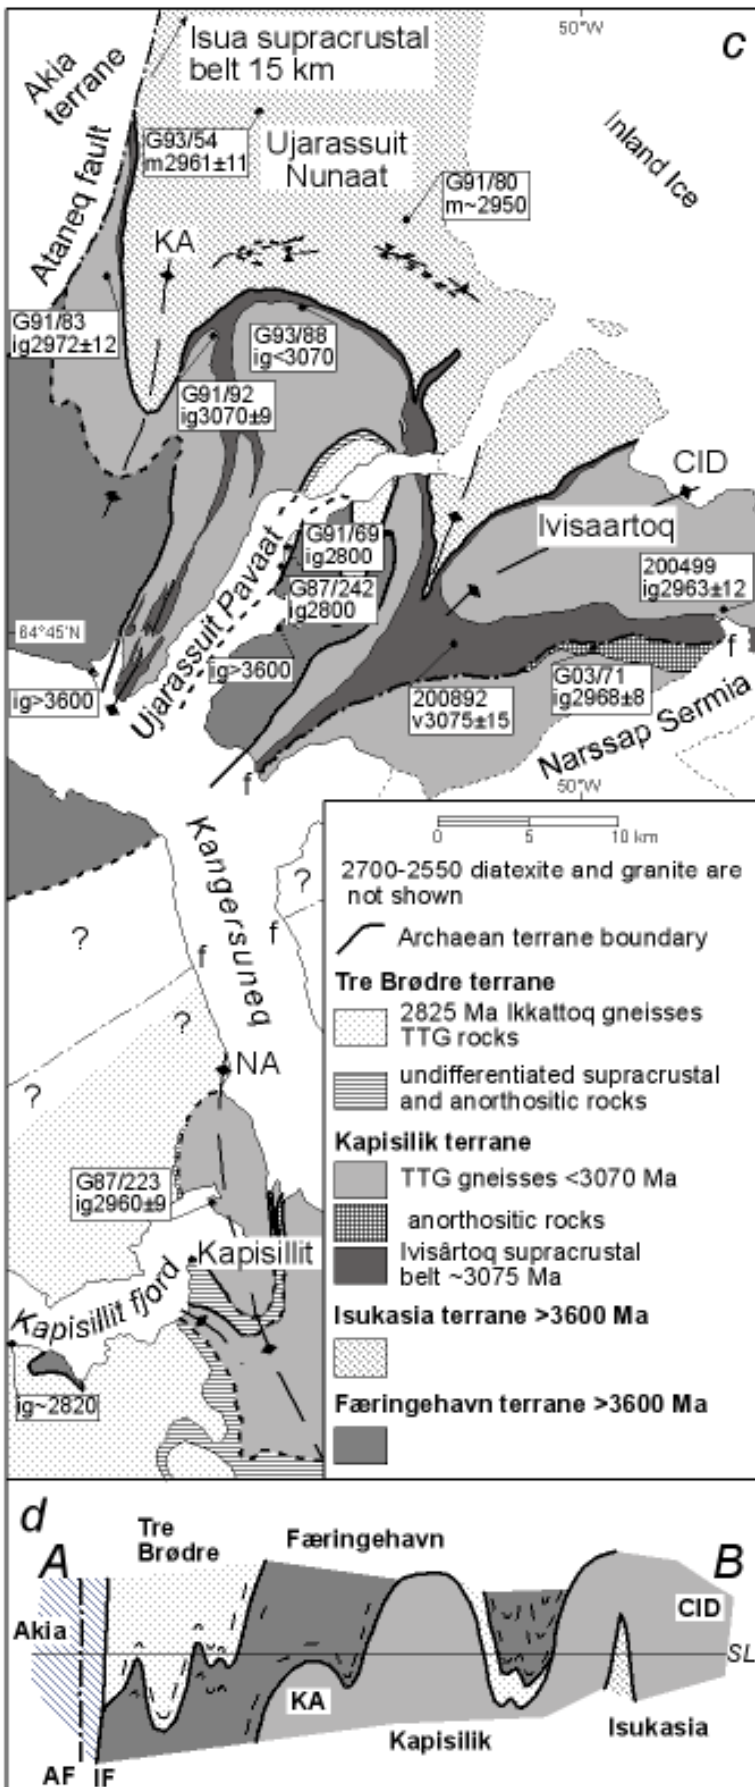 c
50°W
Isua supracrustal
belt 15 km
Akia
terrane
Inland Ice
G93/54
m2961±11
Ujarassuit
Nunaat
G91/80
m~2950
Ataneq fault
KA
G91/83
ig2972±12
G93/88
ig<3070
G91/92
ig3070±9
CID
Ivisaartoq
G91/69
ig2800
200499
ig2963±12
G87/242
ig2800
64°45'N
f
ig>3600
ig>3600
Ujarassuit Pavaat
200892
v3075±15
G03/71
ig2968±8
Narssap Sermia
f
50°W
Kangersuneq
0 5 10 km
2700-2550 diatexite and granite are
not shown
?
?
f
f
Archaean terrane boundary
Tre Brødre terrane
2825 Ma Ikkattoq gneisses
TTG rocks
?
?
NA
undifferentiated supracrustal
and anorthositic rocks
Kapisilik terrane
TTG gneisses <3070 Ma
G87/223
ig2960±9
anorthositic rocks
Kapisillit
Ivisârtoq supracrustal
belt ~3075 Ma
Kapisillit fjord
Isukasia terrane >3600 Ma
ig~2820
Færingehavn terrane >3600 Ma
d
Tre
Brødre
Færingehavn
A
B
Akia
CID
SL
KA
Kapisilik
Isukasia
AF
IF